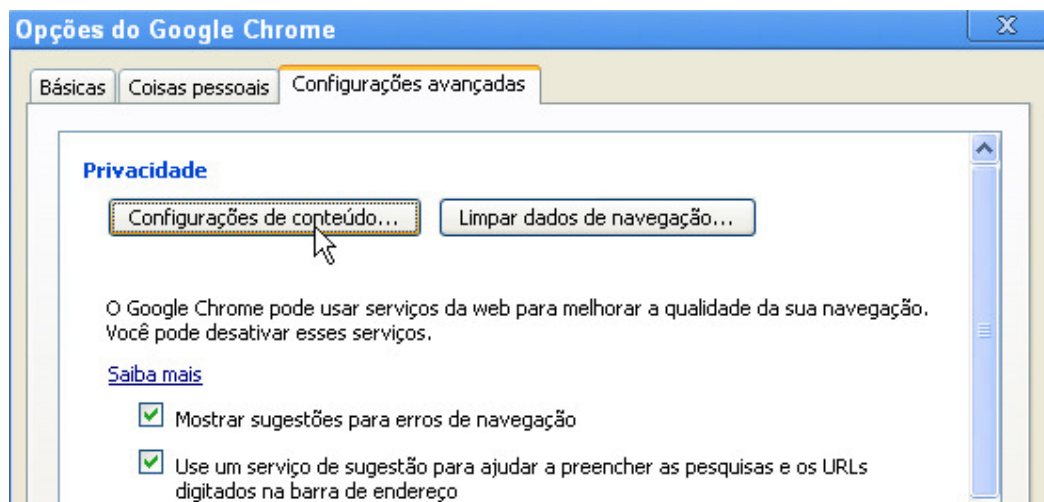 Opções do Google Chrome
Básicas Coisas pessoais Configurações avançadas
Privacidade
Configurações de conteúdo... Limpar dados de navegação...
O Google Chrome pode usar serviços da web para melhorar a qualidade da sua navegação.
Você pode desativar esses serviços.
Saiba mais
Mostrar sugestões para erros de navegação
Use um serviço de sugestão para ajudar a preencher as pesquisas e os URLs
digitados na barra de endereço